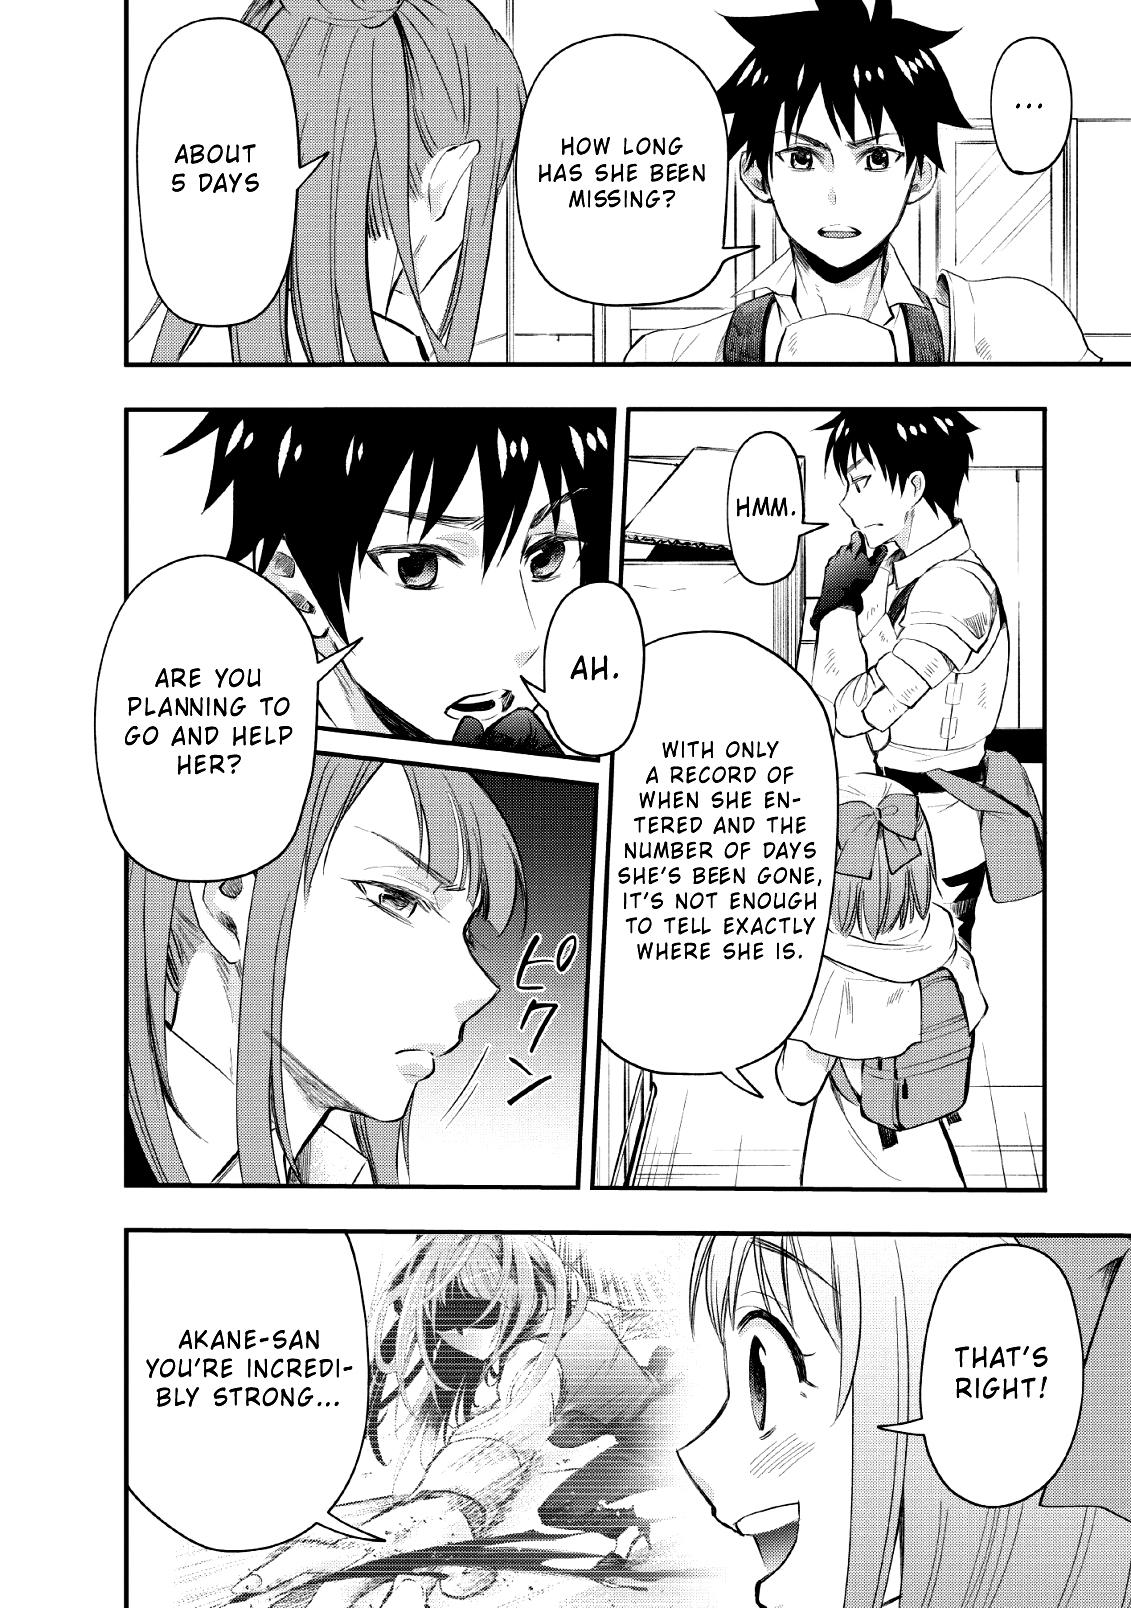 ...
HOW LONG
HAS SHE BEEN
MISSING?
ABOUT
5 DAYS
HMM.
WITH ONLY
A RECORD OF
WHEN SHE EN-
TERED AND THE
NUMBER OF DAYS
SHE'S BEEN GONE,
IT'S NOT ENOUGH
TO TELL EXACTLY
WHERE SHE IS.
AH.
ARE YOU
PLANNING TO
GO AND HELP
HER?
ピクン
THAT'S
RIGHT!
AKANE-SAN
YOU'RE INCREDI-
BLY STRONG...